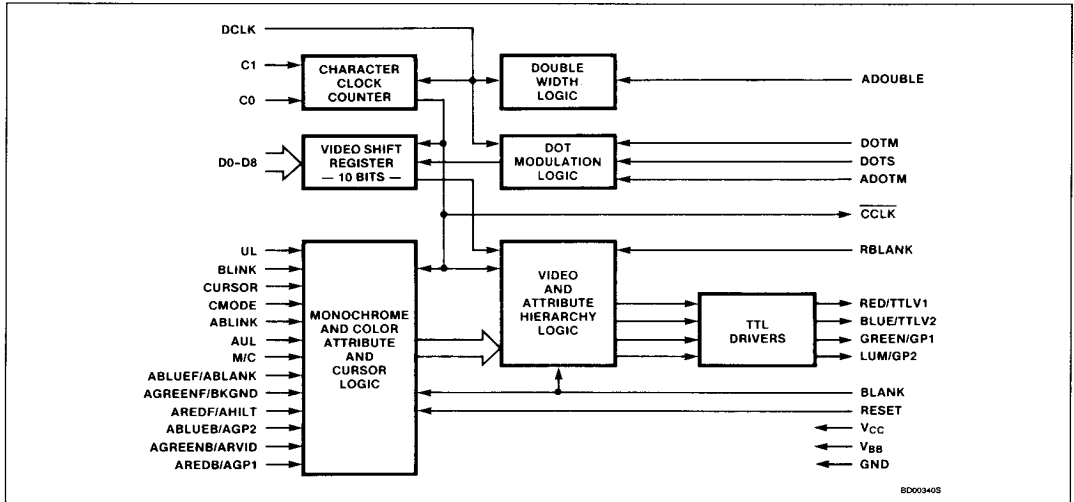 DCLK
C1
C0
CHARACTER
CLOCK
COUNTER
DOUBLE
WIDTH
LOGIC
ADOUBLE
D0-D8
VIDEO SHIFT
REGISTER
— 10 BITS —
DOT
MODULATION
LOGIC
DOTM
DOTS
ADOTM
CCLK
UL
BLINK
CURSOR
CMODE
ABLINK
AUL
M/C
ABLUEF/ABLANK
AGREENF/BKGND
AREDF/AHILT
ABLUEB/AGP2
AGREENB/ARVID
AREDB/AGP1
MONOCHROME
AND COLOR
ATTRIBUTE
AND
CURSOR
LOGIC
VIDEO
AND
ATTRIBUTE
HIERARCHY
LOGIC
TTL
DRIVERS
RBLANK
RED/TTLV1
BLUE/TTLV2
GREEN/GP1
LUM/GP2
BLANK
RESET
VCC
VBB
GND
BD00340S